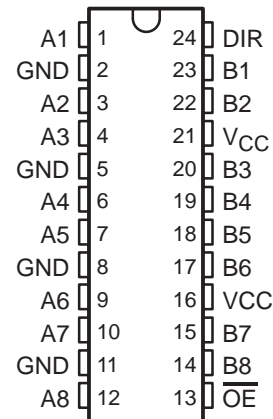 A1 1 24 DIR
GND 2 23 B1
A2 3 22 B2
A3 4 21 VCC
GND 5 20 B3
A4 6 19 B4
A5 7 18 B5
GND 8 17 B6
A6 9 16 VCC
A7 10 15 B7
GND 11 14 B8
A8 12 13 O̅E̅